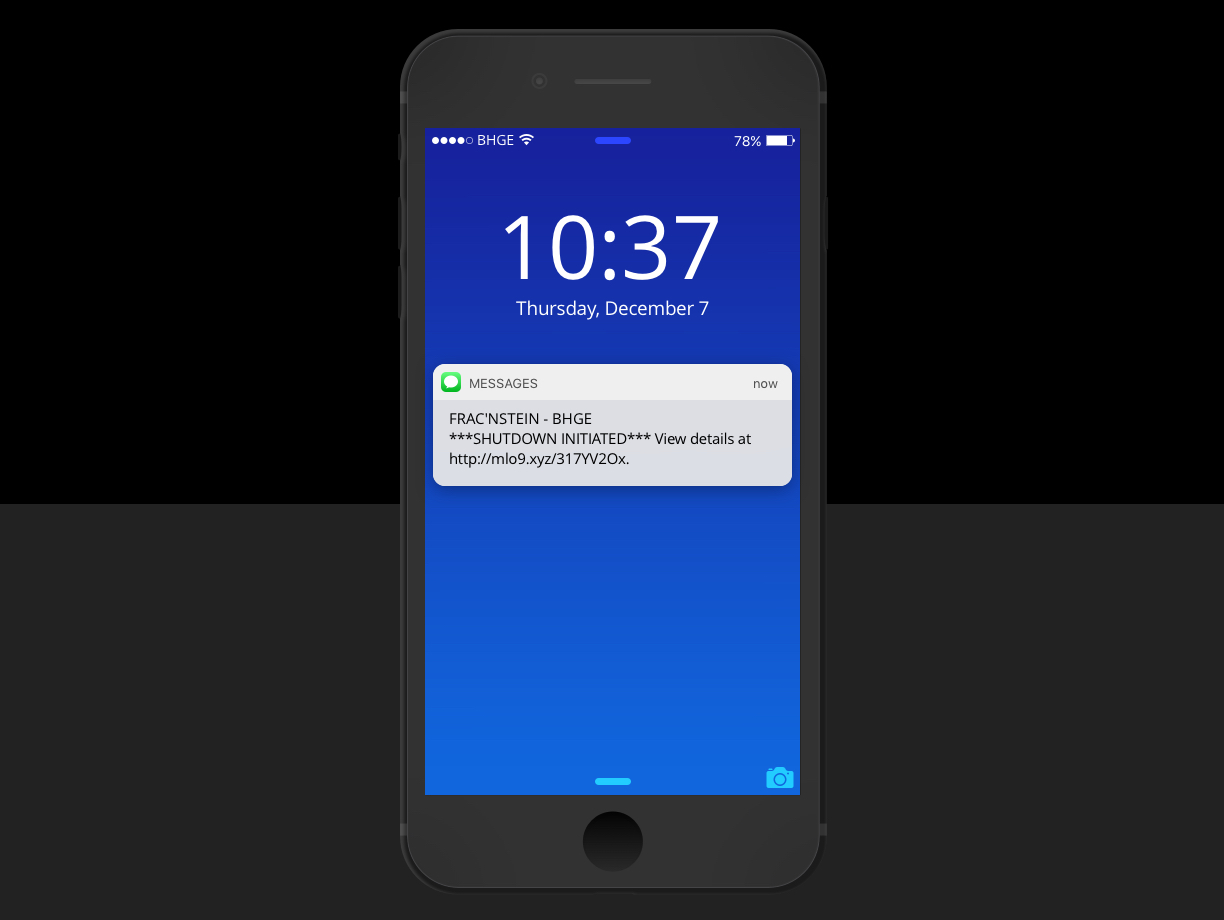 BHGE 78%
10:37
Thursday, December 7
MESSAGES now
FRAC'NSTEIN - BHGE
***SHUTDOWN INITIATED*** View details at
http://mlo9.xyz/317YV2Ox.